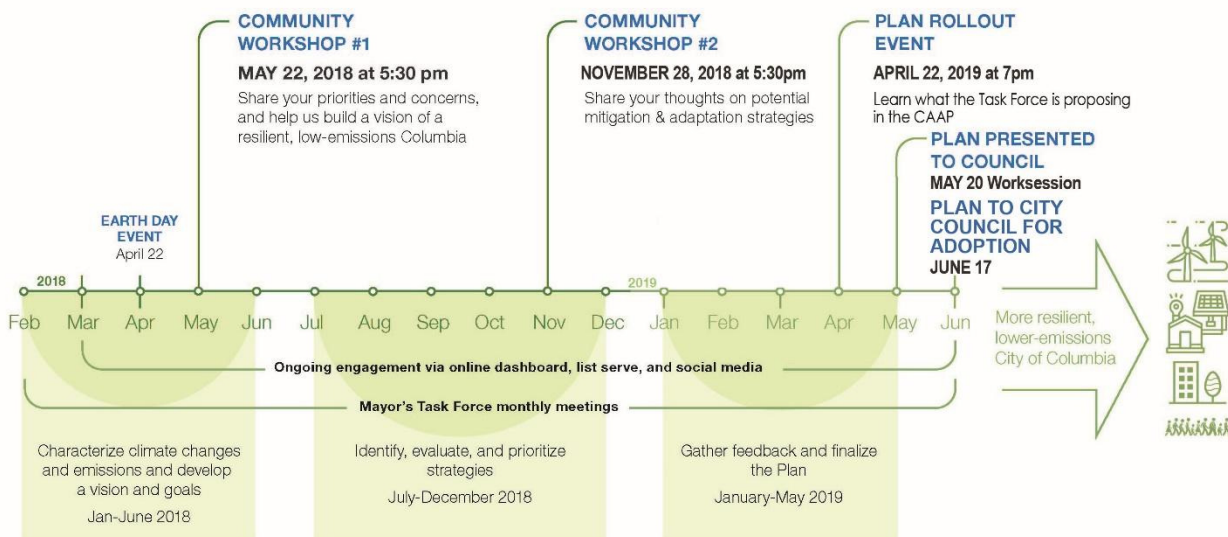 COMMUNITY
WORKSHOP #1
MAY 22, 2018 at 5:30 pm
Share your priorities and concerns,
and help us build a vision of a
resilient, low-emissions Columbia
COMMUNITY
WORKSHOP #2
NOVEMBER 28, 2018 at 5:30pm
Share your thoughts on potential
mitigation & adaptation strategies
PLAN ROLLOUT
EVENT
APRIL 22, 2019 at 7pm
Learn what the Task Force is proposing
in the CAAP
PLAN PRESENTED
TO COUNCIL
MAY 20 Worksession
PLAN TO CITY
COUNCIL FOR
ADOPTION
JUNE 17
EARTH DAY
EVENT
April 22
2018
2019
Feb Mar Apr May Jun Jul Aug Sep Oct Nov Dec Jan Feb Mar Apr May Jun
More resilient,
lower-emissions
City of Columbia
Ongoing engagement via online dashboard, list serve, and social media
Mayor's Task Force monthly meetings
Characterize climate changes
and emissions and develop
a vision and goals
Jan-June 2018
Identify, evaluate, and prioritize
strategies
July-December 2018
Gather feedback and finalize
the Plan
January-May 2019